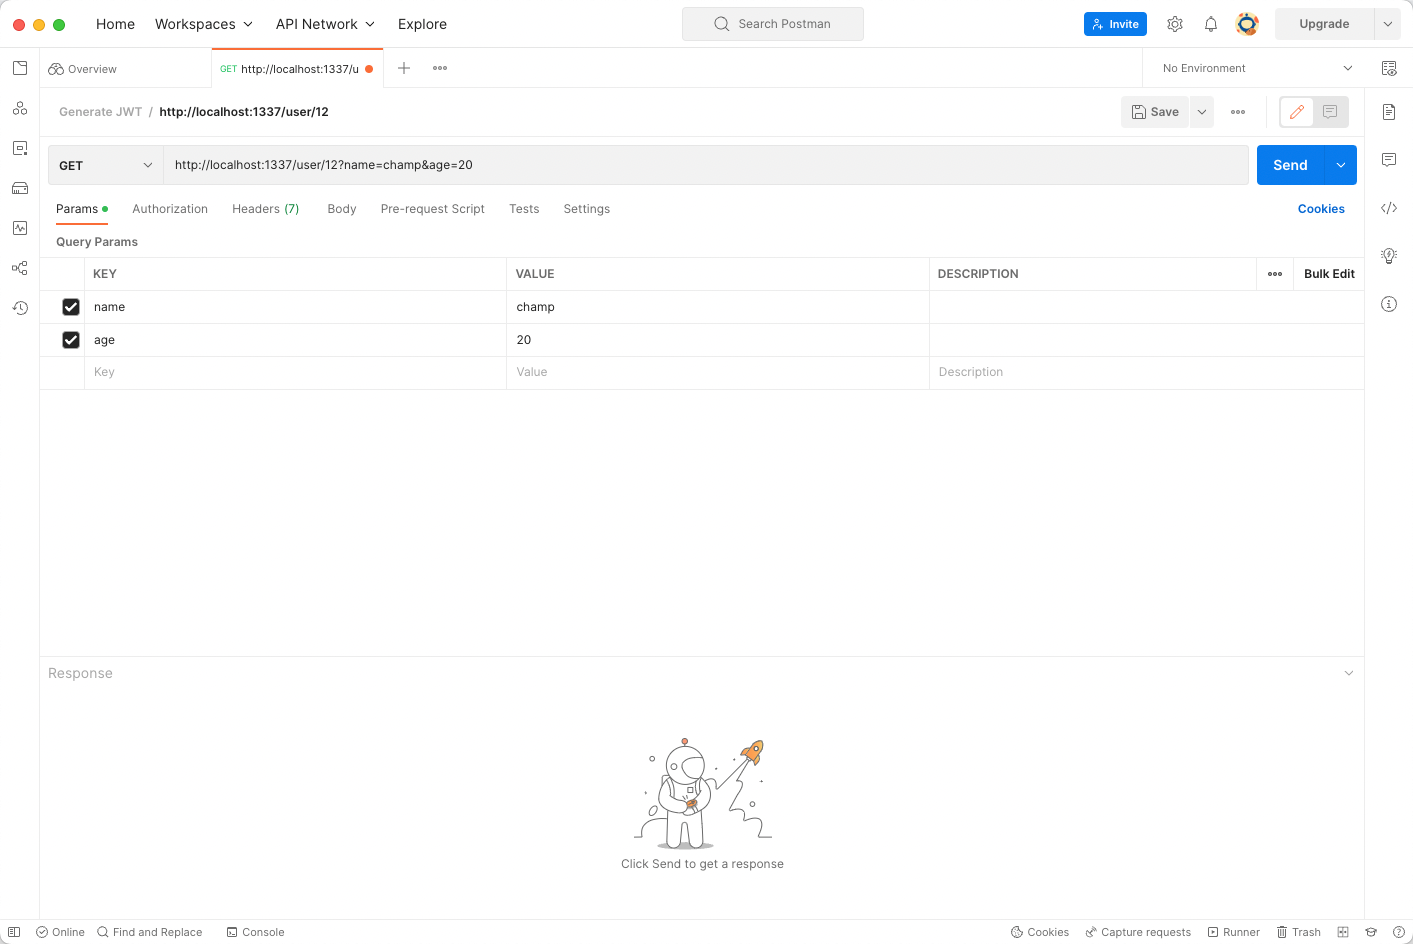 Home Workspaces API Network Explore Search Postman Invite Upgrade
Overview GET http://localhost:1337/u No Environment
Generate JWT / http://localhost:1337/user/12 Save
GET http://localhost:1337/user/12?name=champ&age=20 Send
Params Authorization Headers (7) Body Pre-request Script Tests Settings Cookies
Query Params
KEY VALUE DESCRIPTION Bulk Edit
name champ
age 20
Key Value Description
Response
Click Send to get a response
Online Find and Replace Console Cookies Capture requests Runner Trash